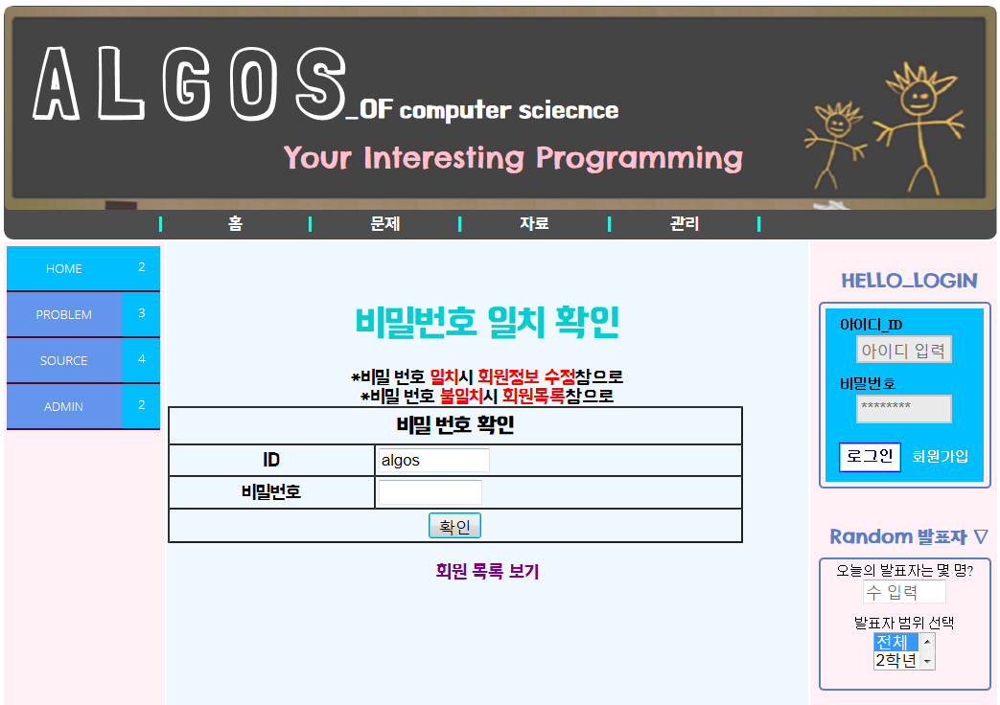 ALGOS_OF computer sciecnce
Your Interesting Programming
홈 문제 자료 관리
HOME 2
PROBLEM 3
SOURCE 4
ADMIN 2
비밀번호 일치 확인
*비밀 번호 일치시 회원정보 수정참으로
*비밀 번호 불일치시 회원목록참으로
비밀 번호 확인
ID algos
비밀번호
확인
회원 목록 보기
HELLO_LOGIN
아이디_ID
아이디 입력
비밀번호
********
로그인 회원가입
Random 발표자 ▽
오늘의 발표자는 몇 명?
수 입력
발표자 범위 선택
전체
2학년